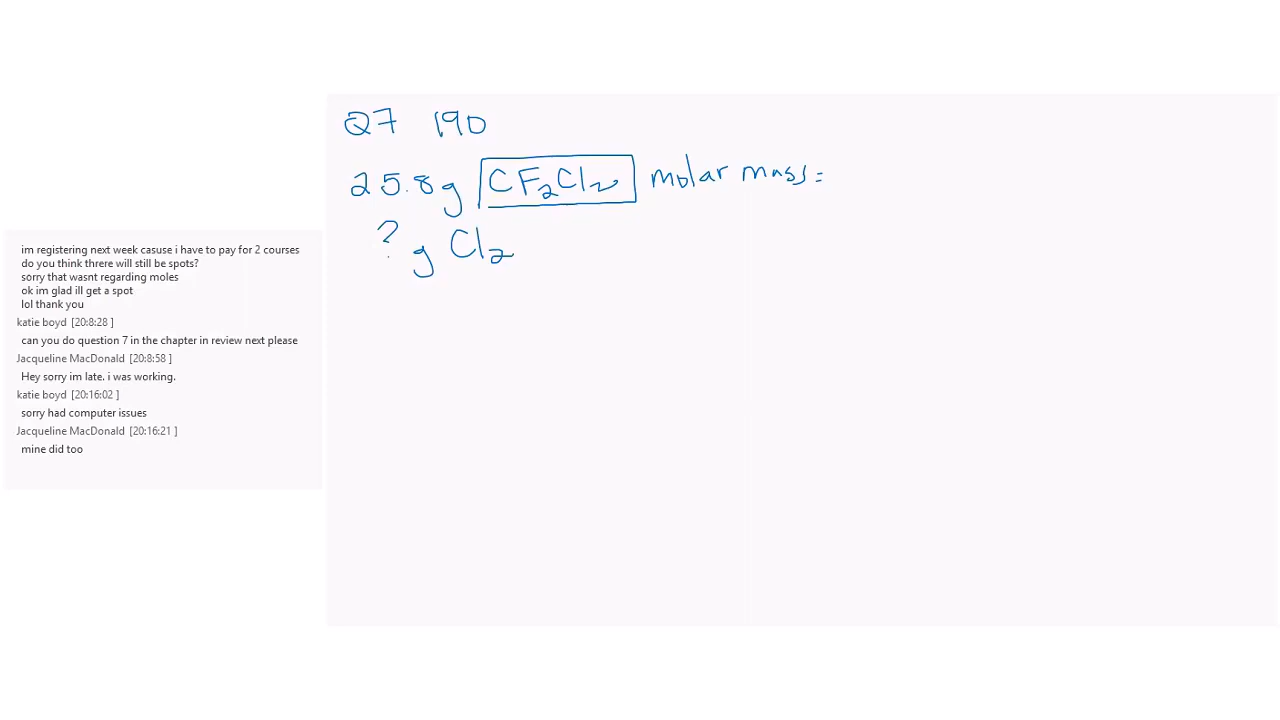 im registering next week casuse i have to pay for 2 courses
do you think threre will still be spots?
sorry that wasnt regarding moles
ok im glad ill get a spot
lol thank you
katie boyd [20:8:28 ]
can you do question 7 in the chapter in review next please
Jacqueline MacDonald [20:8:58 ]
Hey sorry im late. i was working.
katie boyd [20:16:02 ]
sorry had computer issues
Jacqueline MacDonald [20:16:21 ]
mine did too
Q7 190
25.8g CF₂Cl₂ molar mass=
? g Cl₂